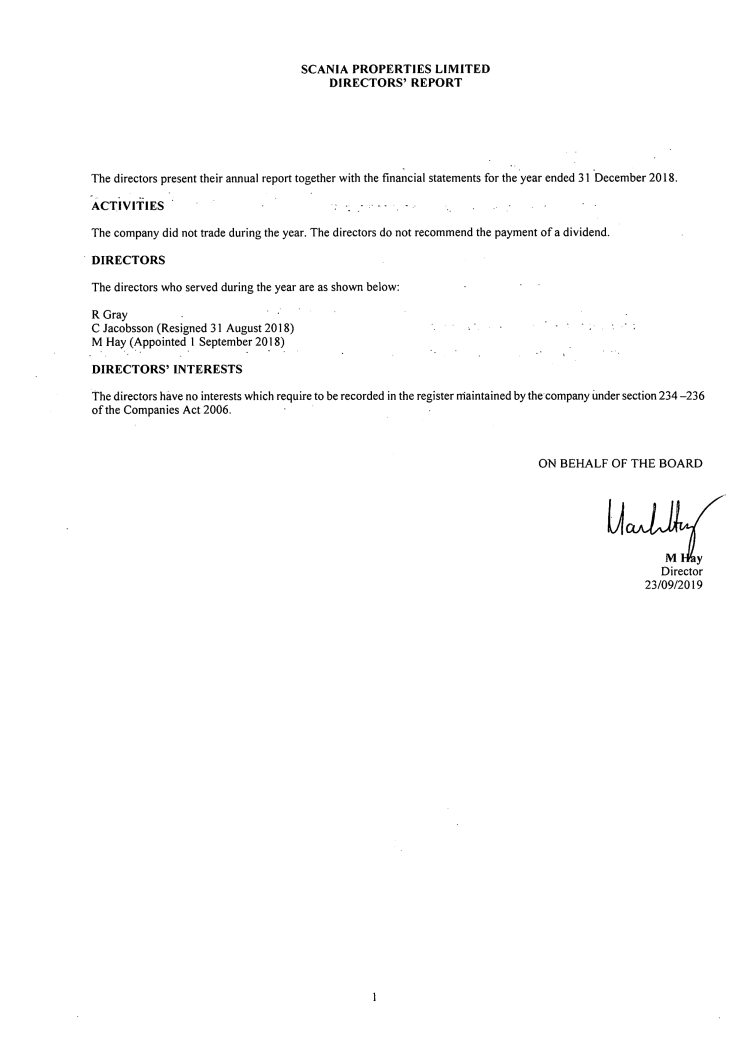 SCANIA PROPERTIES LIMITED
DIRECTORS' REPORT
The directors present their annual report together with the financial statements for the year ended 31 December 2018.
ACTIVITIES
The company did not trade during the year. The directors do not recommend the payment of a dividend.
DIRECTORS
The directors who served during the year are as shown below:
R Gray
C Jacobsson (Resigned 31 August 2018)
M Hay (Appointed 1 September 2018)
DIRECTORS' INTERESTS
The directors have no interests which require to be recorded in the register maintained by the company under section 234 –236
of the Companies Act 2006.
ON BEHALF OF THE BOARD
M Hay
Director
23/09/2019
1